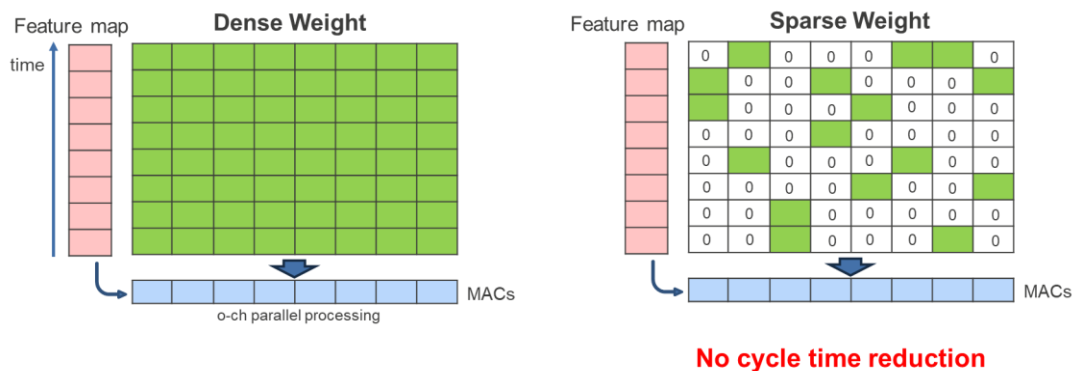 Dense Weight
Feature map
time
MACs
o-ch parallel processing
Sparse Weight
Feature map
0 0 0 0 0
0 0 0 0 0
0 0 0 0 0 0
0 0 0 0 0 0 0
0 0 0 0 0 0
0 0 0 0 0 0
0 0 0 0 0 0 0
0 0 0 0 0 0
MACs
No cycle time reduction